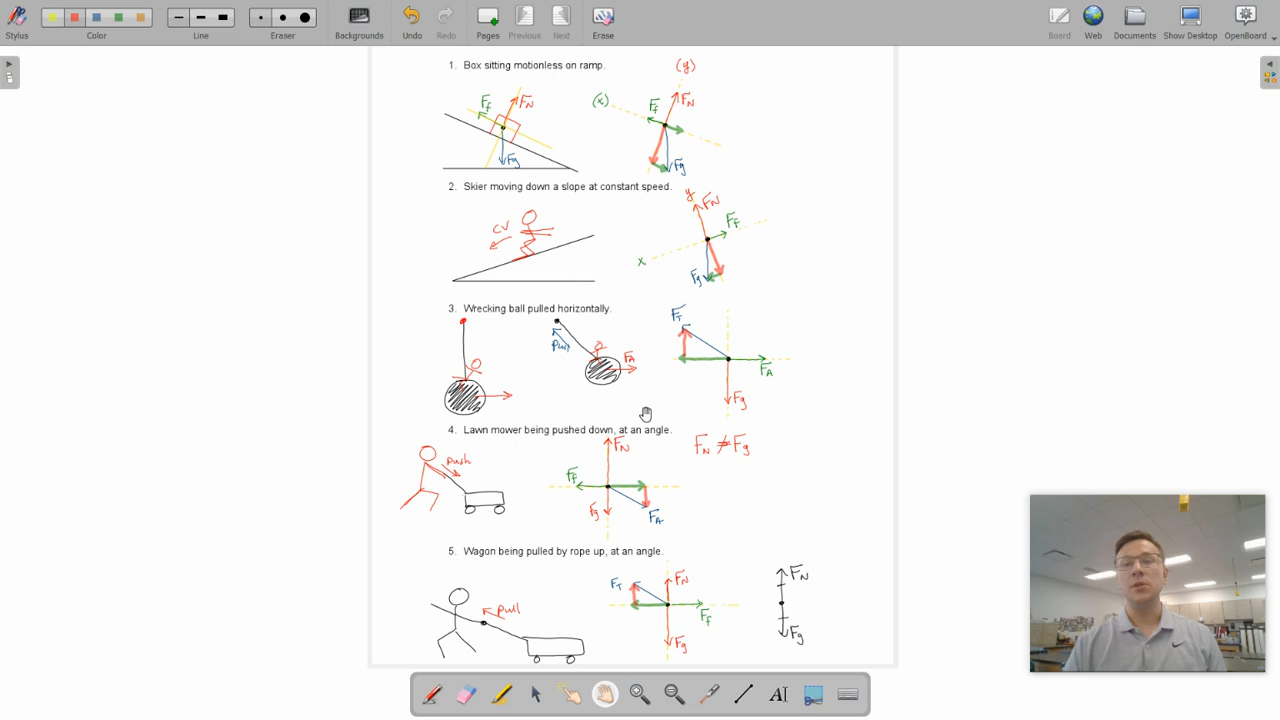 Stylus
Color
Line
Eraser
Backgrounds
Undo
Redo
Pages
Previous
Next
Erase
Board
Web
Documents
Show Desktop
OpenBoard
1. Box sitting motionless on ramp.
(y)
(x)
Ff
FN
Fg
Ff
FN
Fg
2. Skier moving down a slope at constant speed.
CV
y
FN
Ff
x
Fg
3. Wrecking ball pulled horizontally.
FA
FT
FA
Fg
4. Lawn mower being pushed down, at an angle.
push
FN
Ff
Fg
FA
FN ≠ Fg
5. Wagon being pulled by rope up, at an angle.
Pull
FT
FN
Ff
Fg
FN
Fg